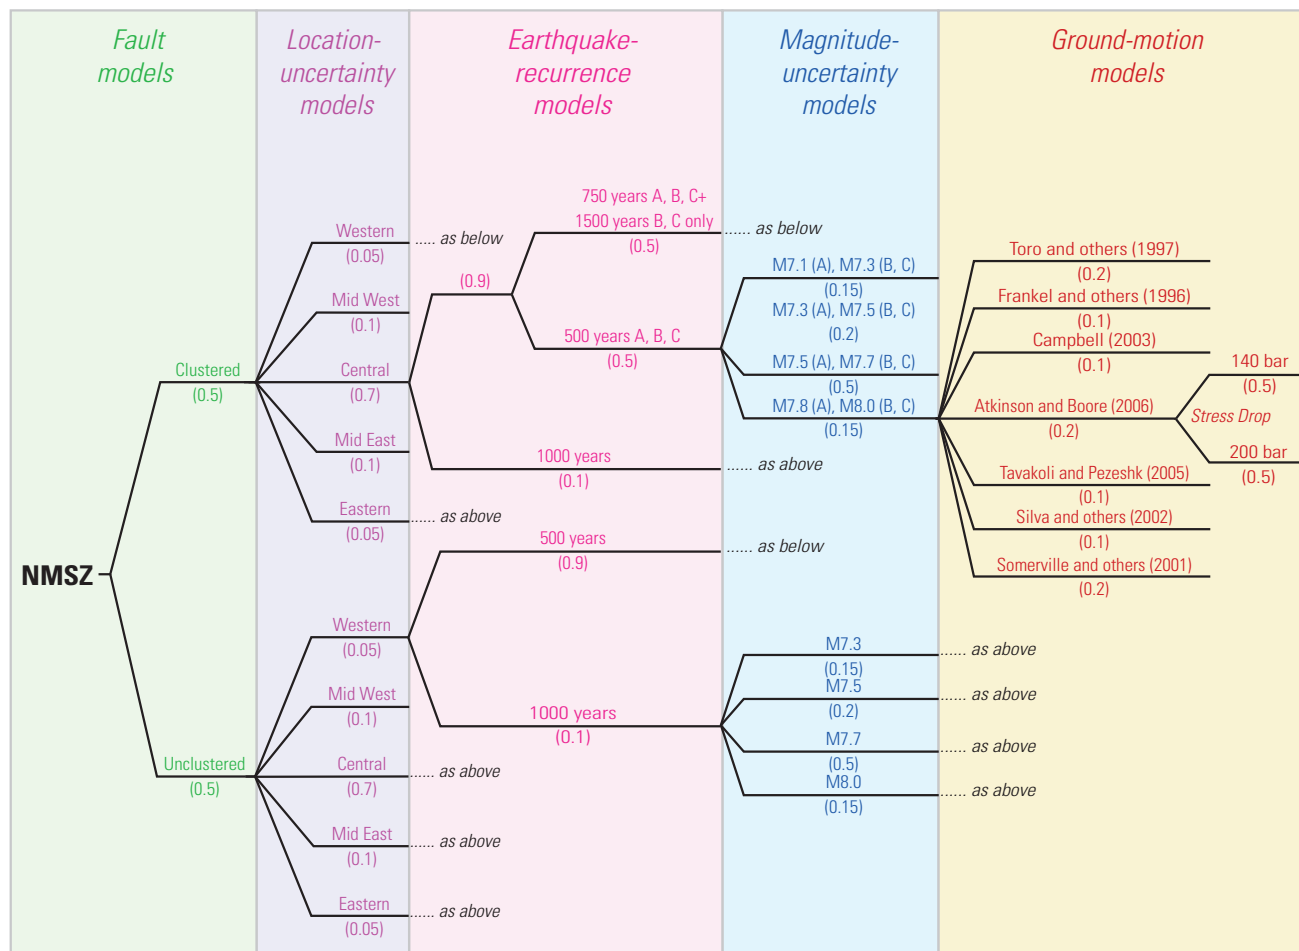 Fault
models
Location-
uncertainty
models
Earthquake-
recurrence
models
Magnitude-
uncertainty
models
Ground-motion
models
NMSZ
Clustered
(0.5)
Unclustered
(0.5)
Western
(0.05)
Mid West
(0.1)
Central
(0.7)
Mid East
(0.1)
Eastern
(0.05)
Western
(0.05)
Mid West
(0.1)
Central
(0.7)
Mid East
(0.1)
Eastern
(0.05)
..... as below
...... as above
...... as above
...... as above
...... as above
750 years A, B, C+
1500 years B, C only
(0.5)
(0.9)
500 years A, B, C
(0.5)
1000 years
(0.1)
500 years
(0.9)
1000 years
(0.1)
...... as below
...... as above
...... as below
M7.1 (A), M7.3 (B, C)
(0.15)
M7.3 (A), M7.5 (B, C)
(0.2)
M7.5 (A), M7.7 (B, C)
(0.5)
M7.8 (A), M8.0 (B, C)
(0.15)
M7.3
(0.15)
M7.5
(0.2)
M7.7
(0.5)
M8.0
(0.15)
Toro and others (1997)
(0.2)
Frankel and others (1996)
(0.1)
Campbell (2003)
(0.1)
Atkinson and Boore (2006)
(0.2)
Tavakoli and Pezeshk (2005)
(0.1)
Silva and others (2002)
(0.1)
Somerville and others (2001)
(0.2)
140 bar
(0.5)
Stress Drop
200 bar
(0.5)
...... as above
...... as above
...... as above
...... as above